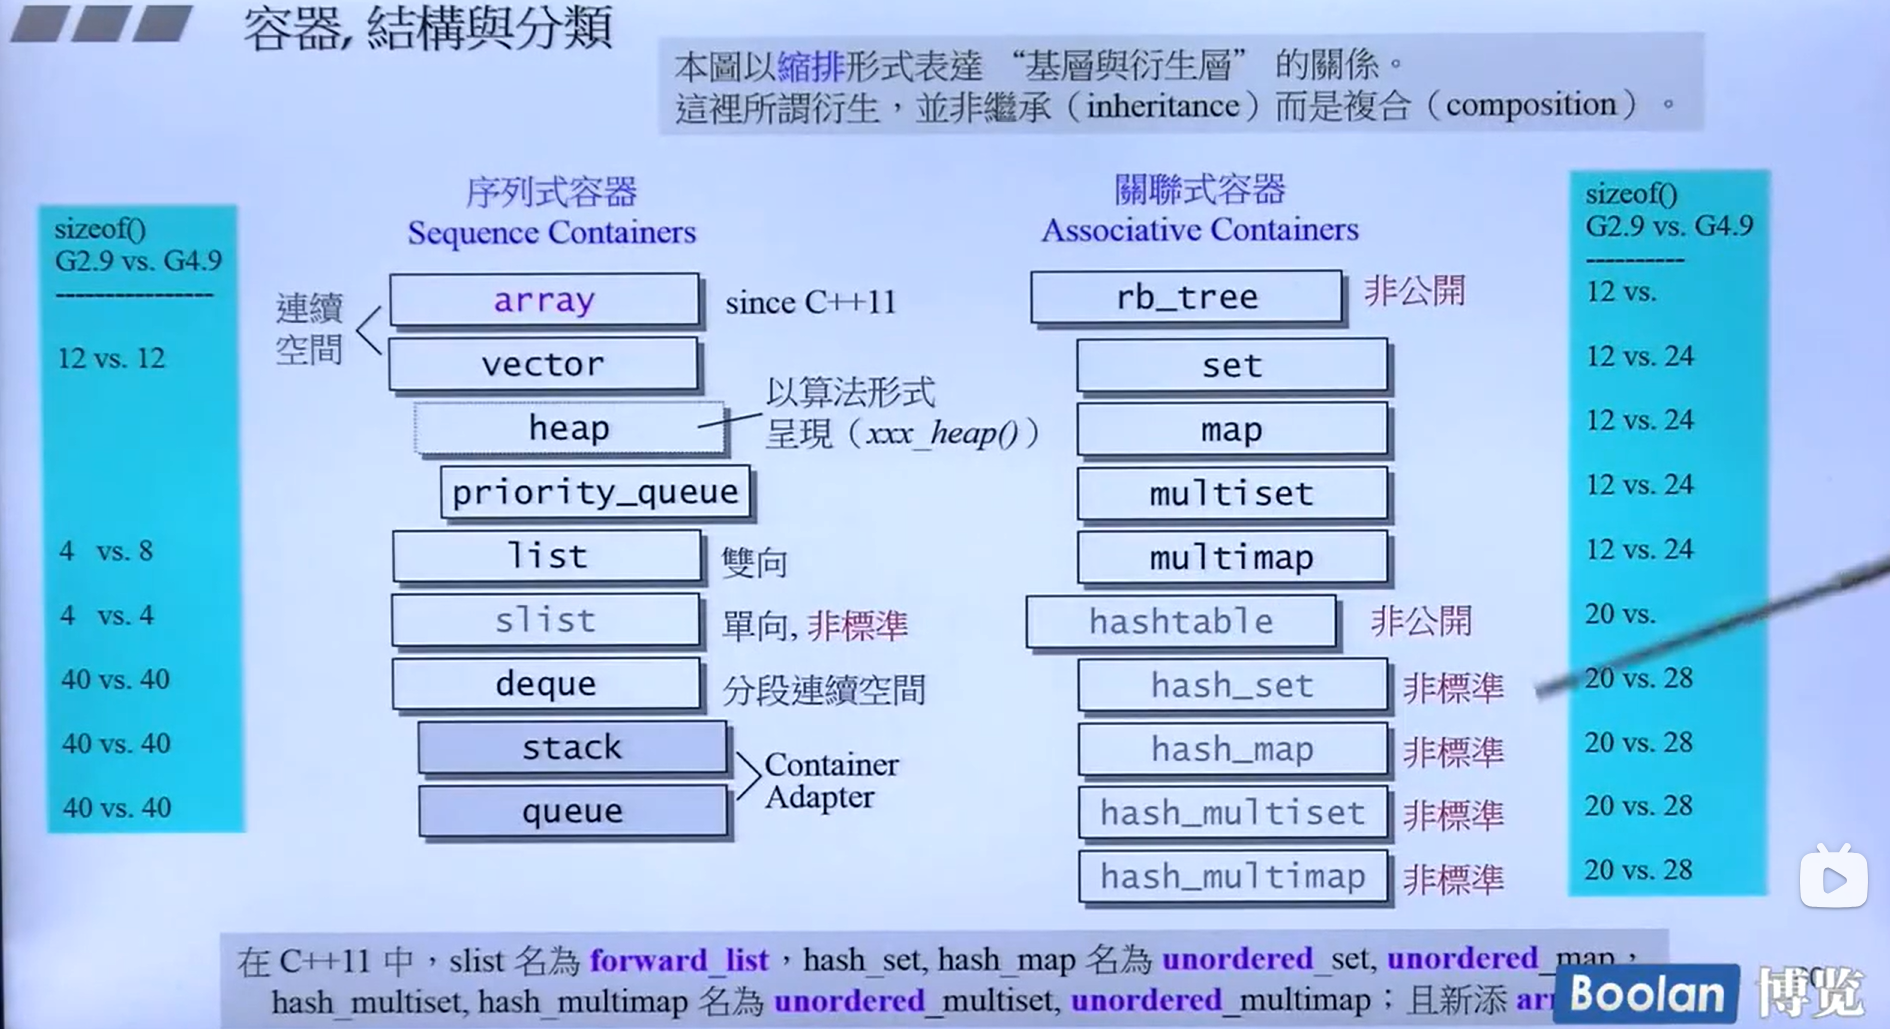 容器, 結構與分類
本圖以縮排形式表達 “基層與衍生層” 的關係。
這裡所謂衍生，並非繼承（inheritance）而是複合（composition）。
序列式容器
Sequence Containers
關聯式容器
Associative Containers
sizeof()
G2.9 vs. G4.9
--------------
12 vs. 12
4 vs. 8
4 vs. 4
40 vs. 40
40 vs. 40
40 vs. 40
連續
空間
array
since C++11
vector
heap
以算法形式
呈現（xxx_heap()）
priority_queue
list
雙向
slist
單向, 非標準
deque
分段連續空間
stack
queue
Container
Adapter
rb_tree
非公開
set
map
multiset
multimap
hashtable
非公開
hash_set
非標準
hash_map
非標準
hash_multiset
非標準
hash_multimap
非標準
sizeof()
G2.9 vs. G4.9
----------
12 vs.
12 vs. 24
12 vs. 24
12 vs. 24
12 vs. 24
20 vs.
20 vs. 28
20 vs. 28
20 vs. 28
20 vs. 28
在 C++11 中，slist 名為 forward_list，hash_set, hash_map 名為 unordered_set, unordered_map，
hash_multiset, hash_multimap 名為 unordered_multiset, unordered_multimap；且新添
Boolan 博览